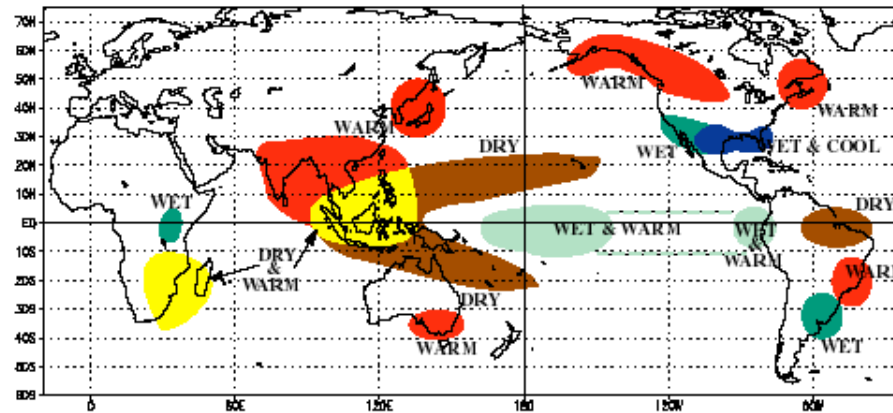 70N
60N
50N
40N
30N
20N
10N
EQ
10S
20S
30S
40S
50S
60S
WARM
WARM
WARM
DRY
WET
WET & COOL
WET
DRY
WET & WARM
WET
&
WARM
DRY
&
WARM
WARM
DRY
WARM
WET
0
60E
120E
180
120W
60W